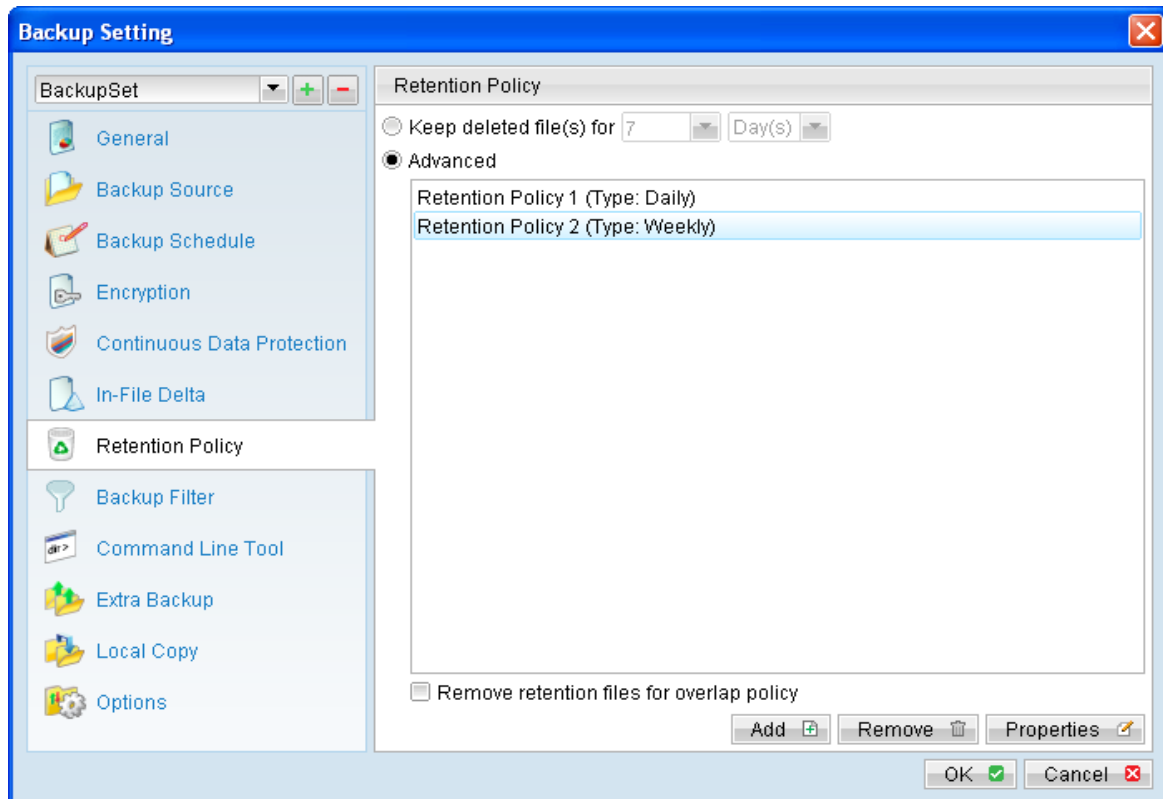 Backup Setting
BackupSet
General
Backup Source
Backup Schedule
Encryption
Continuous Data Protection
In-File Delta
Retention Policy
Backup Filter
dir>
Command Line Tool
Extra Backup
Local Copy
Options
Retention Policy
Keep deleted file(s) for 7 Day(s)
Advanced
Retention Policy 1 (Type: Daily)
Retention Policy 2 (Type: Weekly)
Remove retention files for overlap policy
Add Remove Properties
OK Cancel